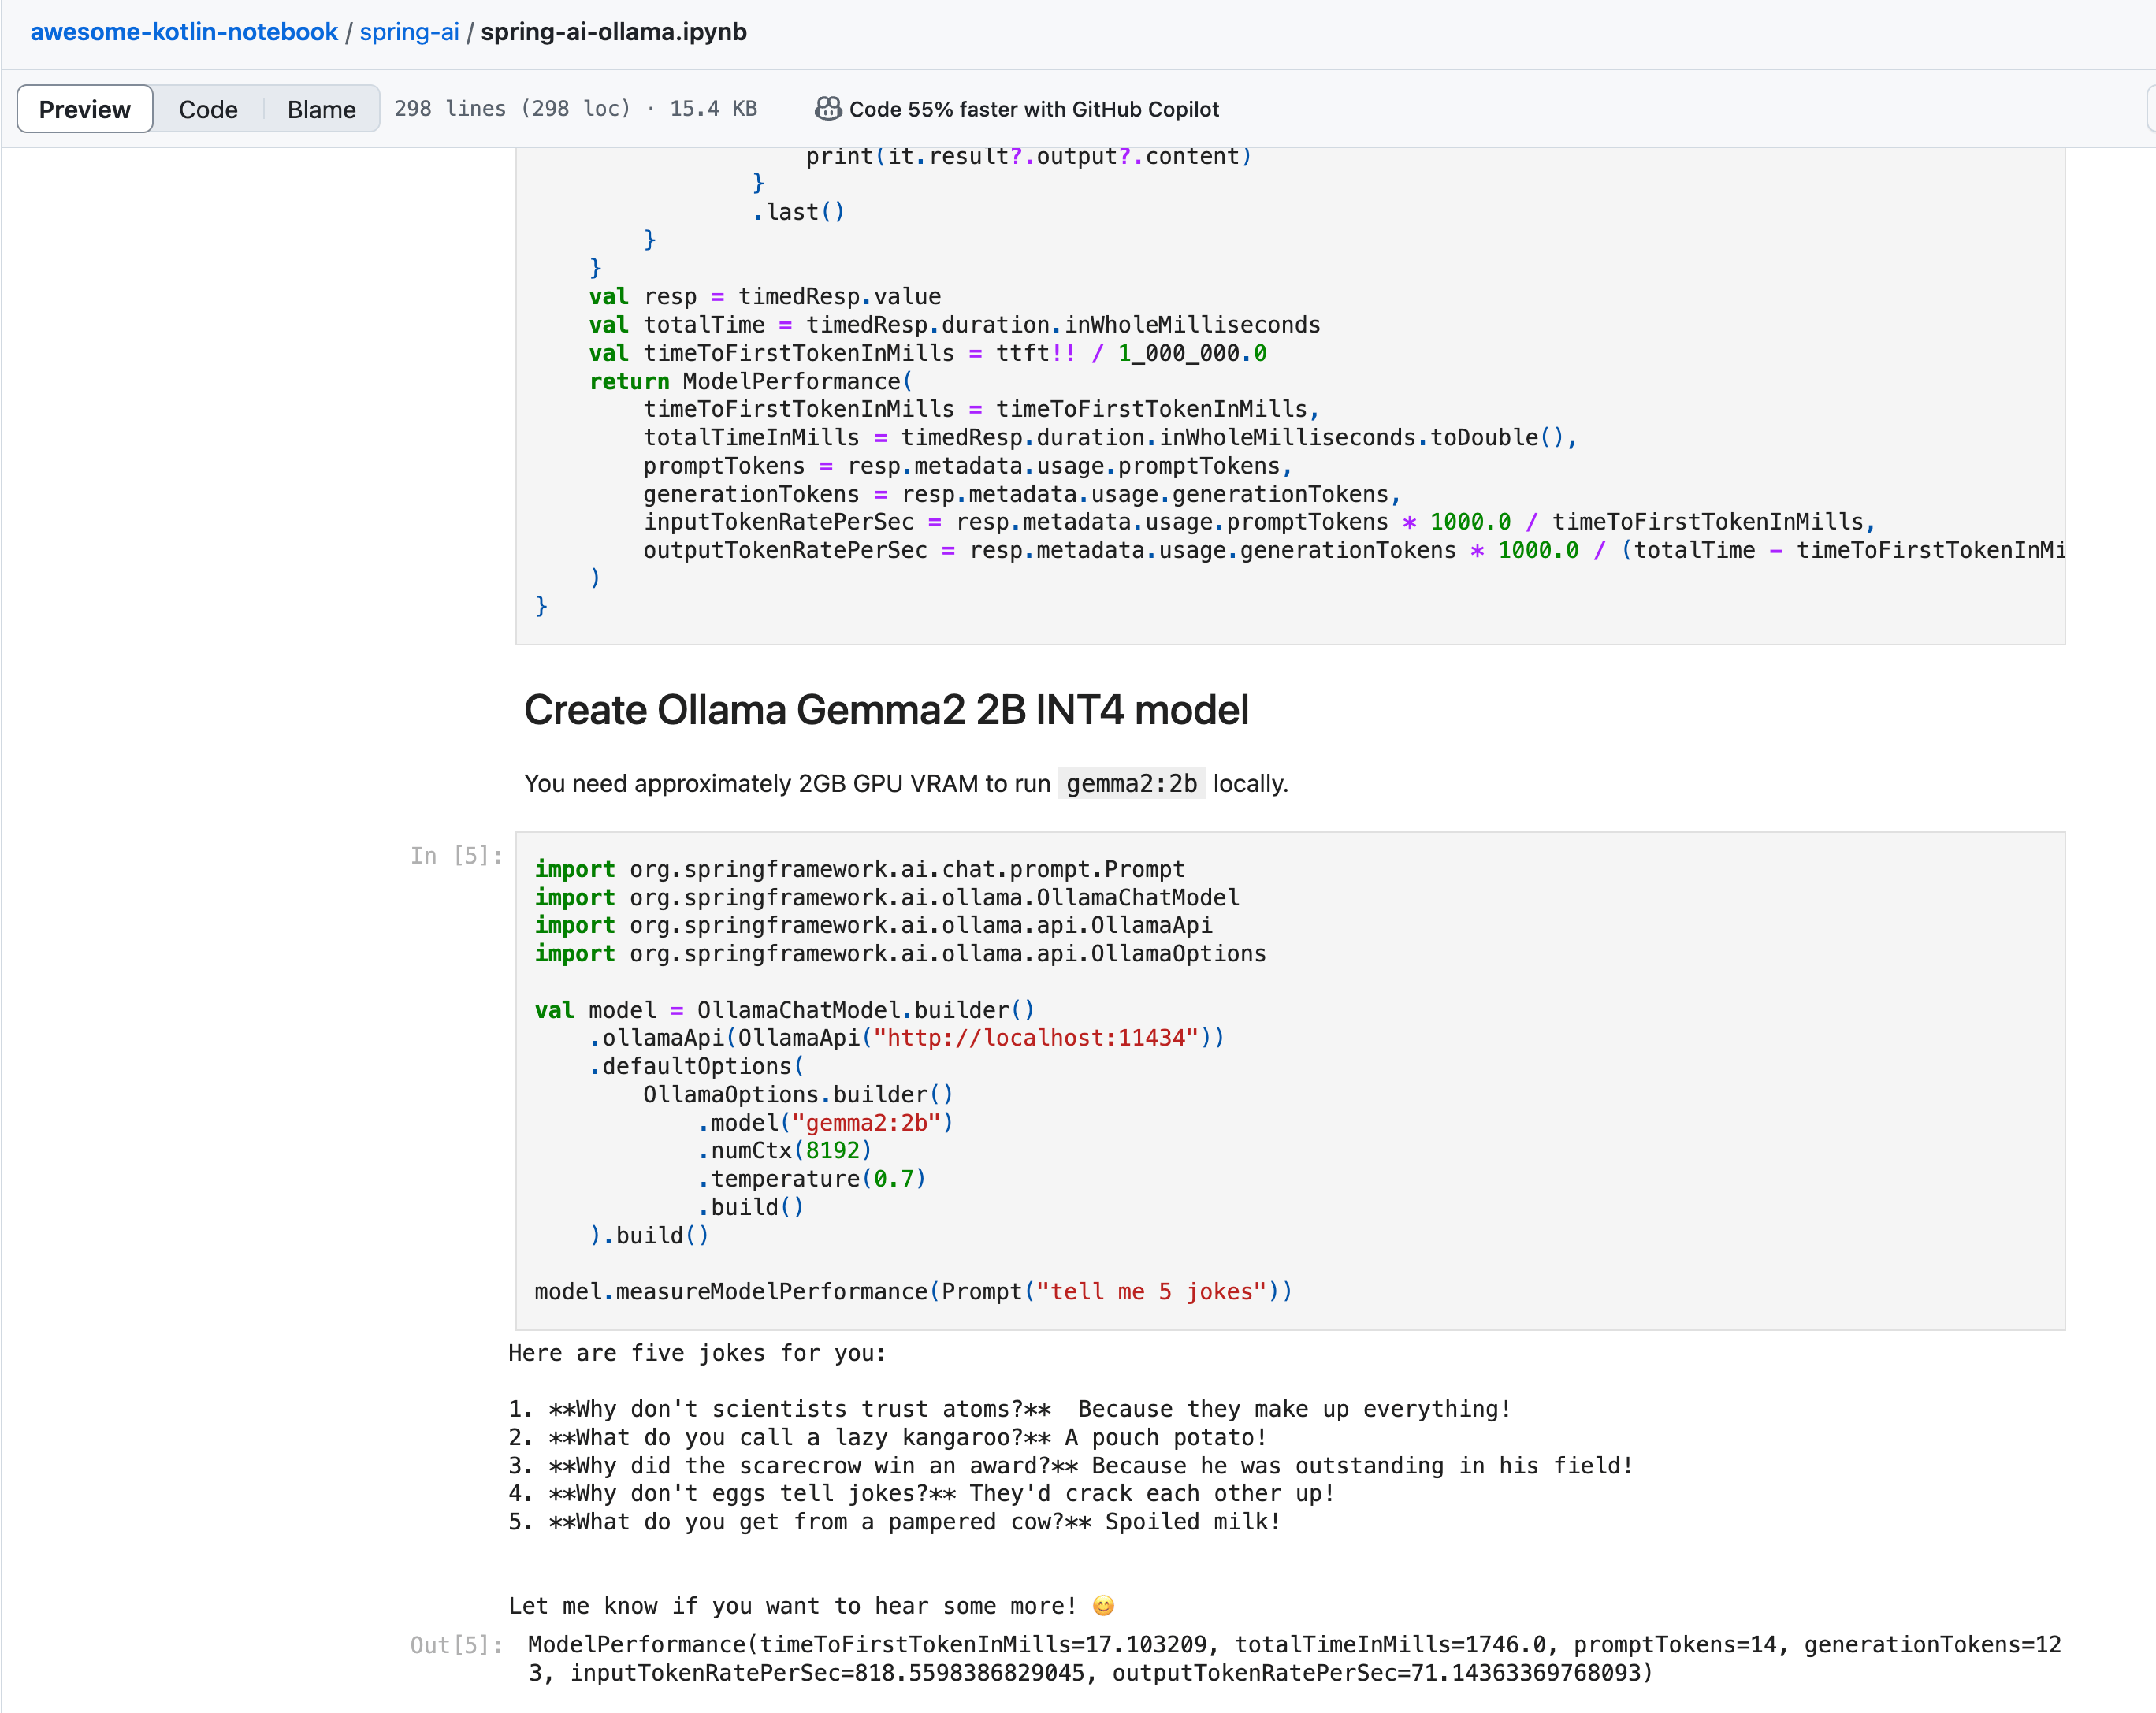 awesome-kotlin-notebook / spring-ai / spring-ai-ollama.ipynb
Preview Code Blame 298 lines (298 loc) · 15.4 KB Code 55% faster with GitHub Copilot
print(it.result?.output?.content)
}
.last()
}
}
val resp = timedResp.value
val totalTime = timedResp.duration.inWholeMilliseconds
val timeToFirstTokenInMills = ttft!! / 1_000_000.0
return ModelPerformance(
timeToFirstTokenInMills = timeToFirstTokenInMills,
totalTimeInMills = timedResp.duration.inWholeMilliseconds.toDouble(),
promptTokens = resp.metadata.usage.promptTokens,
generationTokens = resp.metadata.usage.generationTokens,
inputTokenRatePerSec = resp.metadata.usage.promptTokens * 1000.0 / timeToFirstTokenInMills,
outputTokenRatePerSec = resp.metadata.usage.generationTokens * 1000.0 / (totalTime - timeToFirstTokenInMi
)
}
Create Ollama Gemma2 2B INT4 model
You need approximately 2GB GPU VRAM to run gemma2:2b locally.
In [5]:
import org.springframework.ai.chat.prompt.Prompt
import org.springframework.ai.ollama.OllamaChatModel
import org.springframework.ai.ollama.api.OllamaApi
import org.springframework.ai.ollama.api.OllamaOptions
val model = OllamaChatModel.builder()
.ollamaApi(OllamaApi("http://localhost:11434"))
.defaultOptions(
OllamaOptions.builder()
.model("gemma2:2b")
.numCtx(8192)
.temperature(0.7)
.build()
).build()
model.measureModelPerformance(Prompt("tell me 5 jokes"))
Here are five jokes for you:
1. **Why don't scientists trust atoms?**  Because they make up everything!
2. **What do you call a lazy kangaroo?** A pouch potato!
3. **Why did the scarecrow win an award?** Because he was outstanding in his field!
4. **Why don't eggs tell jokes?** They'd crack each other up!
5. **What do you get from a pampered cow?** Spoiled milk!
Let me know if you want to hear some more! 😊
Out[5]: ModelPerformance(timeToFirstTokenInMills=17.103209, totalTimeInMills=1746.0, promptTokens=14, generationTokens=12
3, inputTokenRatePerSec=818.5598386829045, outputTokenRatePerSec=71.14363369768093)